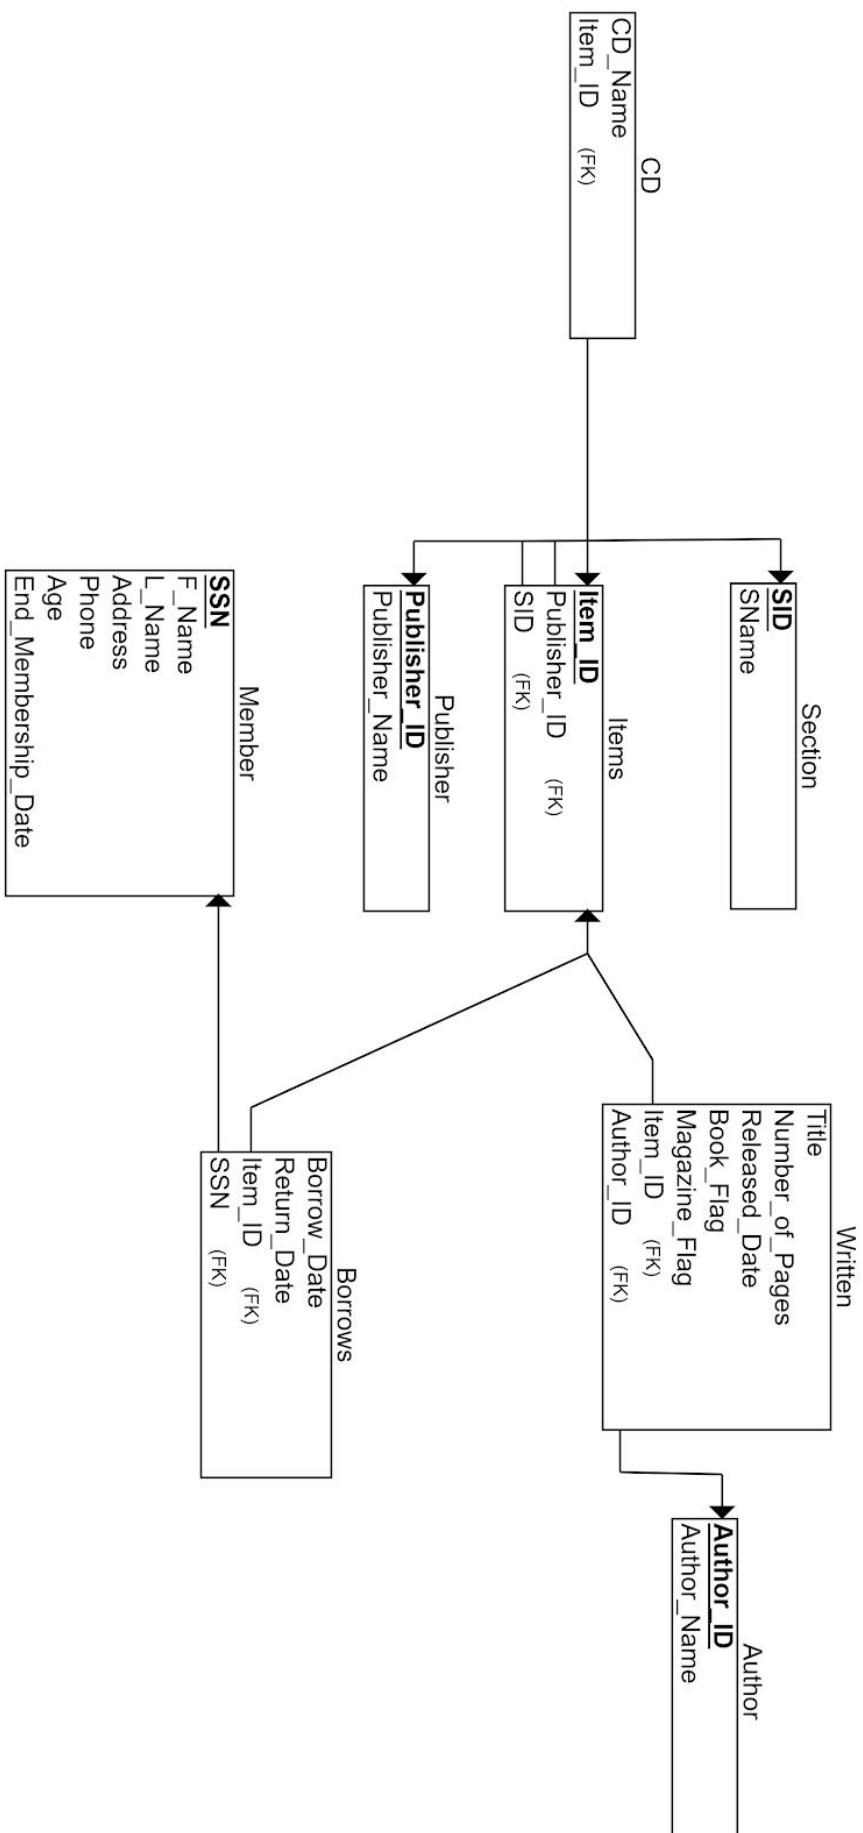 CD
CD_Name
Item_ID (FK)
Section
SID
SName
Items
Item_ID
Publisher_ID (FK)
SID (FK)
Publisher
Publisher_ID
Publisher_Name
Member
SSN
F_Name
L_Name
Address
Phone
Age
End_Membership_Date
Written
Title
Number_of_Pages
Released_Date
Book_Flag
Magazine_Flag
Item_ID (FK)
Author_ID (FK)
Borrows
Borrow_Date
Return_Date
Item_ID (FK)
SSN (FK)
Author
Author_ID
Author_Name